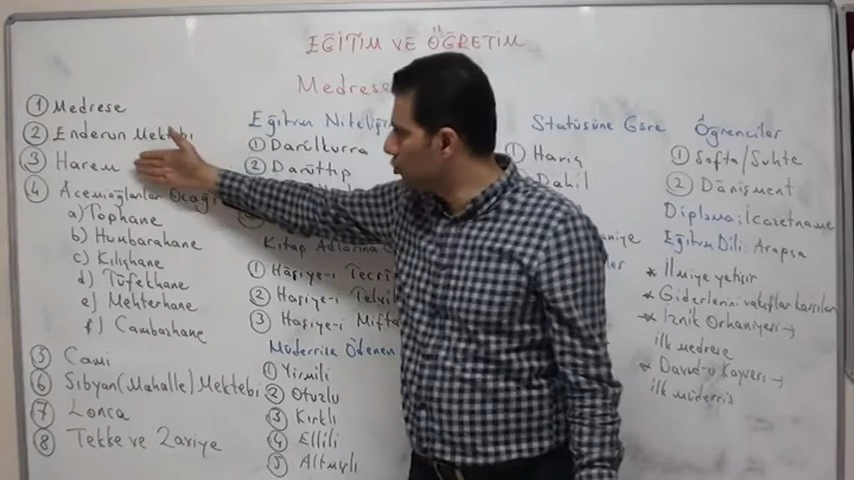 EĞİTİM VE ÖĞRETİM
Medrese
① Medrese
② Enderun Mektebi
③ Harem
④ Acemioğlanlar Ocağı
a) Tophane
b) Humbarahane
c) Kılıçhane
d) Tüfekhane
e) Mehterhane
f) Cambazhane
⑤ Cami
⑥ Sıbyan(Mahalle) Mektebi
⑦ Lonca
⑧ Tekke ve Zaviye
Eğitim Niteliği
① Darülkurra
② Darüttıp
Kitap Adlarına
① Haşiye-i Tecri
② Haşiye-i Telvih
③ Haşiye-i Mifta
Müderrise Ödenen
① Yirmili
② Otuzlu
③ Kırklı
④ Ellili
⑤ Altmışlı
Statüsüne Göre
① Hariç
Dahil
Öğrenciler
① Softa/Suhte
② Danişment
Diploma: İcazetname
Eğitim Dili: Arapça
* İlmiye yetişir
* Giderlerini vakıflar karşılar
* İznik Orhaniyesi →
ilk medrese
* Davud-u Kayseri →
ilk müderris